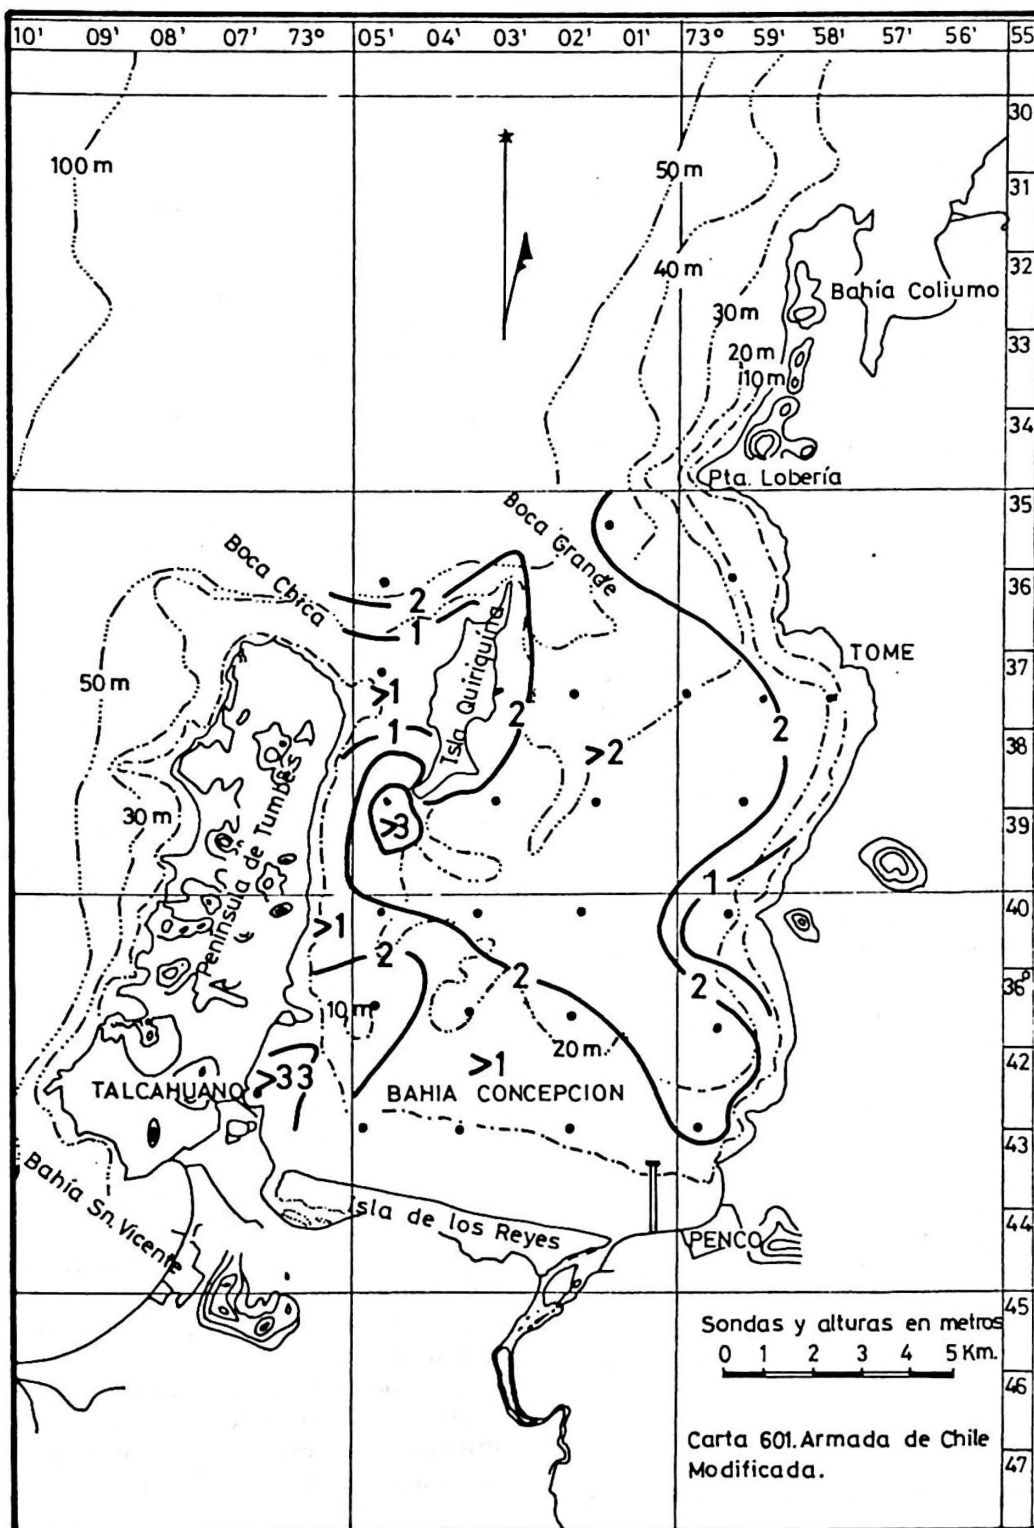 10' 09' 08' 07' 73° 05' 04' 03' 02' 01' 73° 59' 58' 57' 56' 55
30
100 m
50 m
31
32
40 m
Bahía Coliumo
30 m
33
20 m
10 m
34
Pta. Lobería
35
Boca Grande
Boca Chica
2
36
1
Isla Quiriquina
TOME
37
50 m
>1
2
2
1
>2
38
30 m
>3
39
Península de Tumbes
1
40
>1
2
2
2
36°
10 m
20 m
>1
42
TALCAHUANO
>3
3
BAHIA CONCEPCION
43
Bahía Sn. Vicente
Isla de los Reyes
44
PENCO
45
Sondas y alturas en metros
0 1 2 3 4 5 Km.
46
Carta 601. Armada de Chile
Modificada.
47